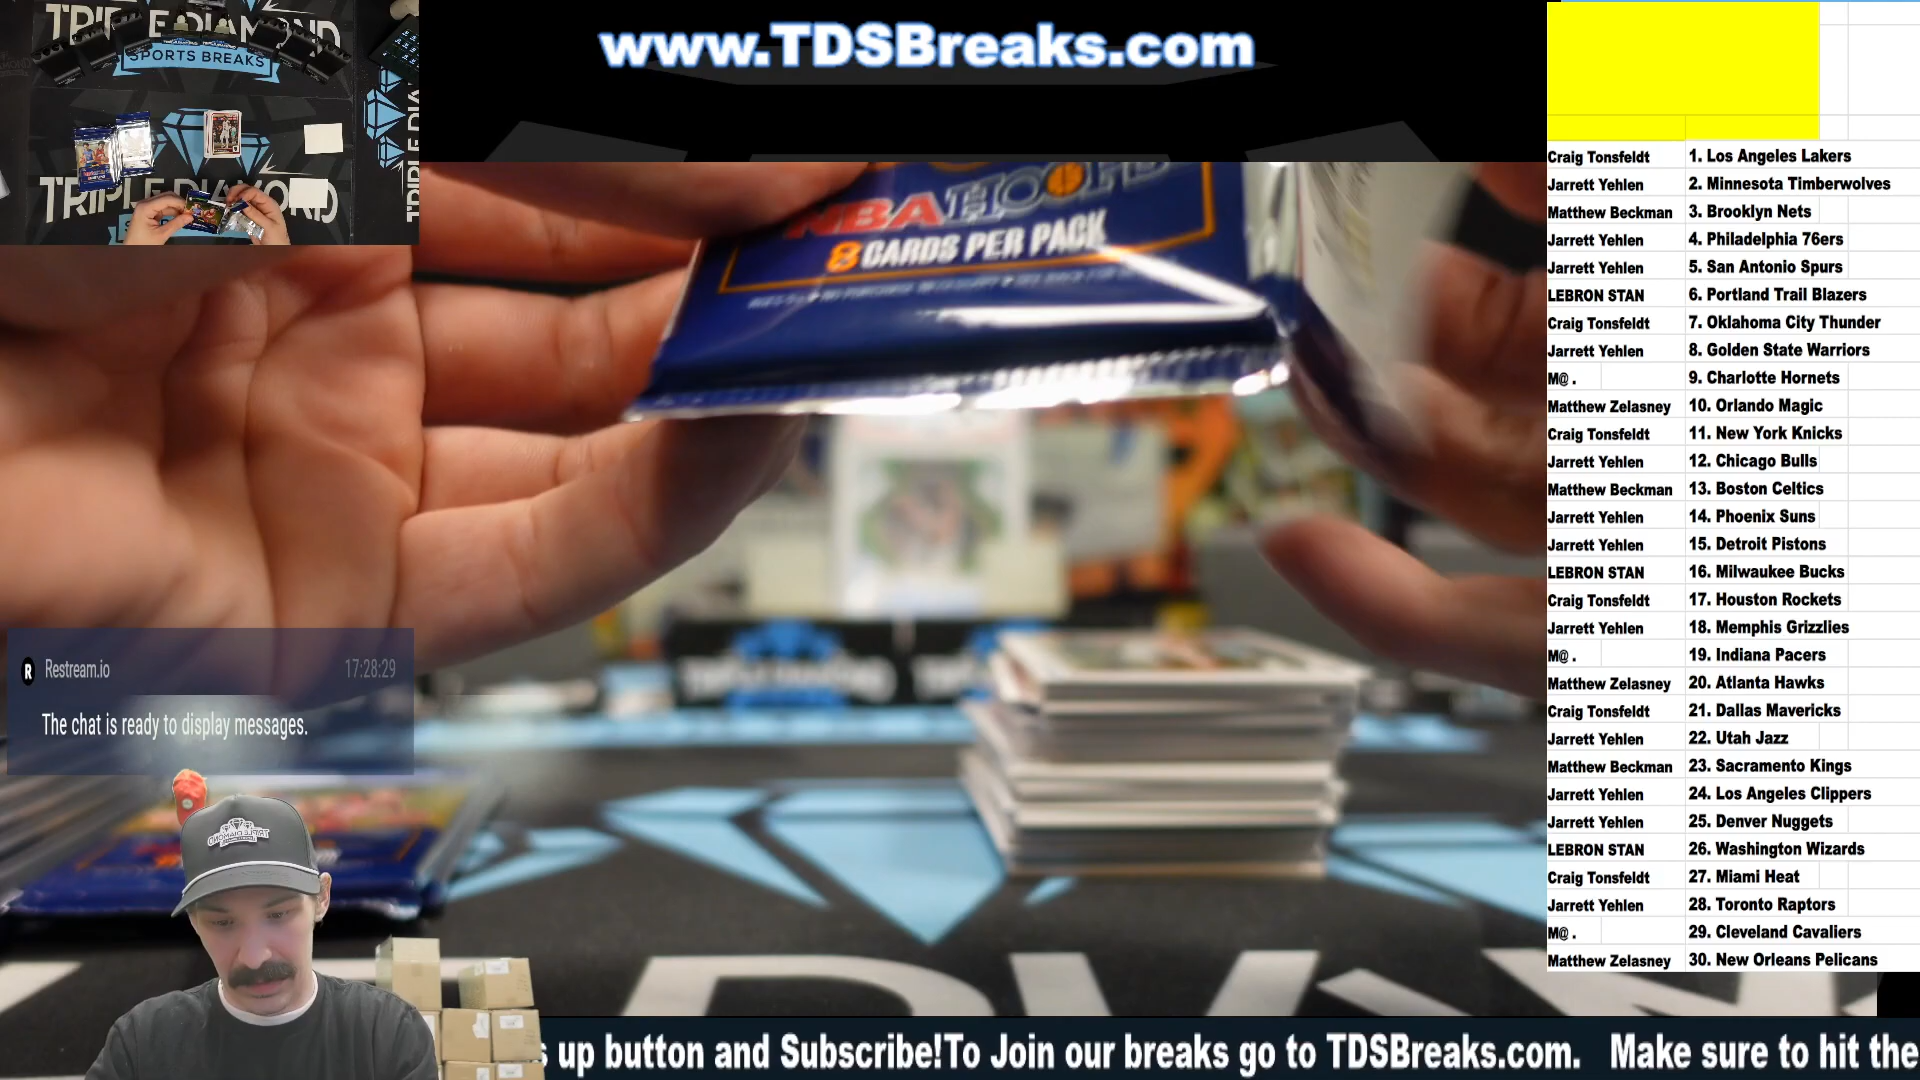 TRIPLE DIAMOND
SPORTS BREAKS
TRIPLE DIAMOND
www.TDSBreaks.com
NBA HOOPS
8 CARDS PER PACK
Restream.io 17:28:29
The chat is ready to display messages.
TRIPLE DIAMOND
Craig Tonsfeldt 1. Los Angeles Lakers
Jarrett Yehlen 2. Minnesota Timberwolves
Matthew Beckman 3. Brooklyn Nets
Jarrett Yehlen 4. Philadelphia 76ers
Jarrett Yehlen 5. San Antonio Spurs
LEBRON STAN 6. Portland Trail Blazers
Craig Tonsfeldt 7. Oklahoma City Thunder
Jarrett Yehlen 8. Golden State Warriors
M@ . 9. Charlotte Hornets
Matthew Zelasney 10. Orlando Magic
Craig Tonsfeldt 11. New York Knicks
Jarrett Yehlen 12. Chicago Bulls
Matthew Beckman 13. Boston Celtics
Jarrett Yehlen 14. Phoenix Suns
Jarrett Yehlen 15. Detroit Pistons
LEBRON STAN 16. Milwaukee Bucks
Craig Tonsfeldt 17. Houston Rockets
Jarrett Yehlen 18. Memphis Grizzlies
M@ . 19. Indiana Pacers
Matthew Zelasney 20. Atlanta Hawks
Craig Tonsfeldt 21. Dallas Mavericks
Jarrett Yehlen 22. Utah Jazz
Matthew Beckman 23. Sacramento Kings
Jarrett Yehlen 24. Los Angeles Clippers
Jarrett Yehlen 25. Denver Nuggets
LEBRON STAN 26. Washington Wizards
Craig Tonsfeldt 27. Miami Heat
Jarrett Yehlen 28. Toronto Raptors
M@ . 29. Cleveland Cavaliers
Matthew Zelasney 30. New Orleans Pelicans
s up button and Subscribe!To Join our breaks go to TDSBreaks.com. Make sure to hit the